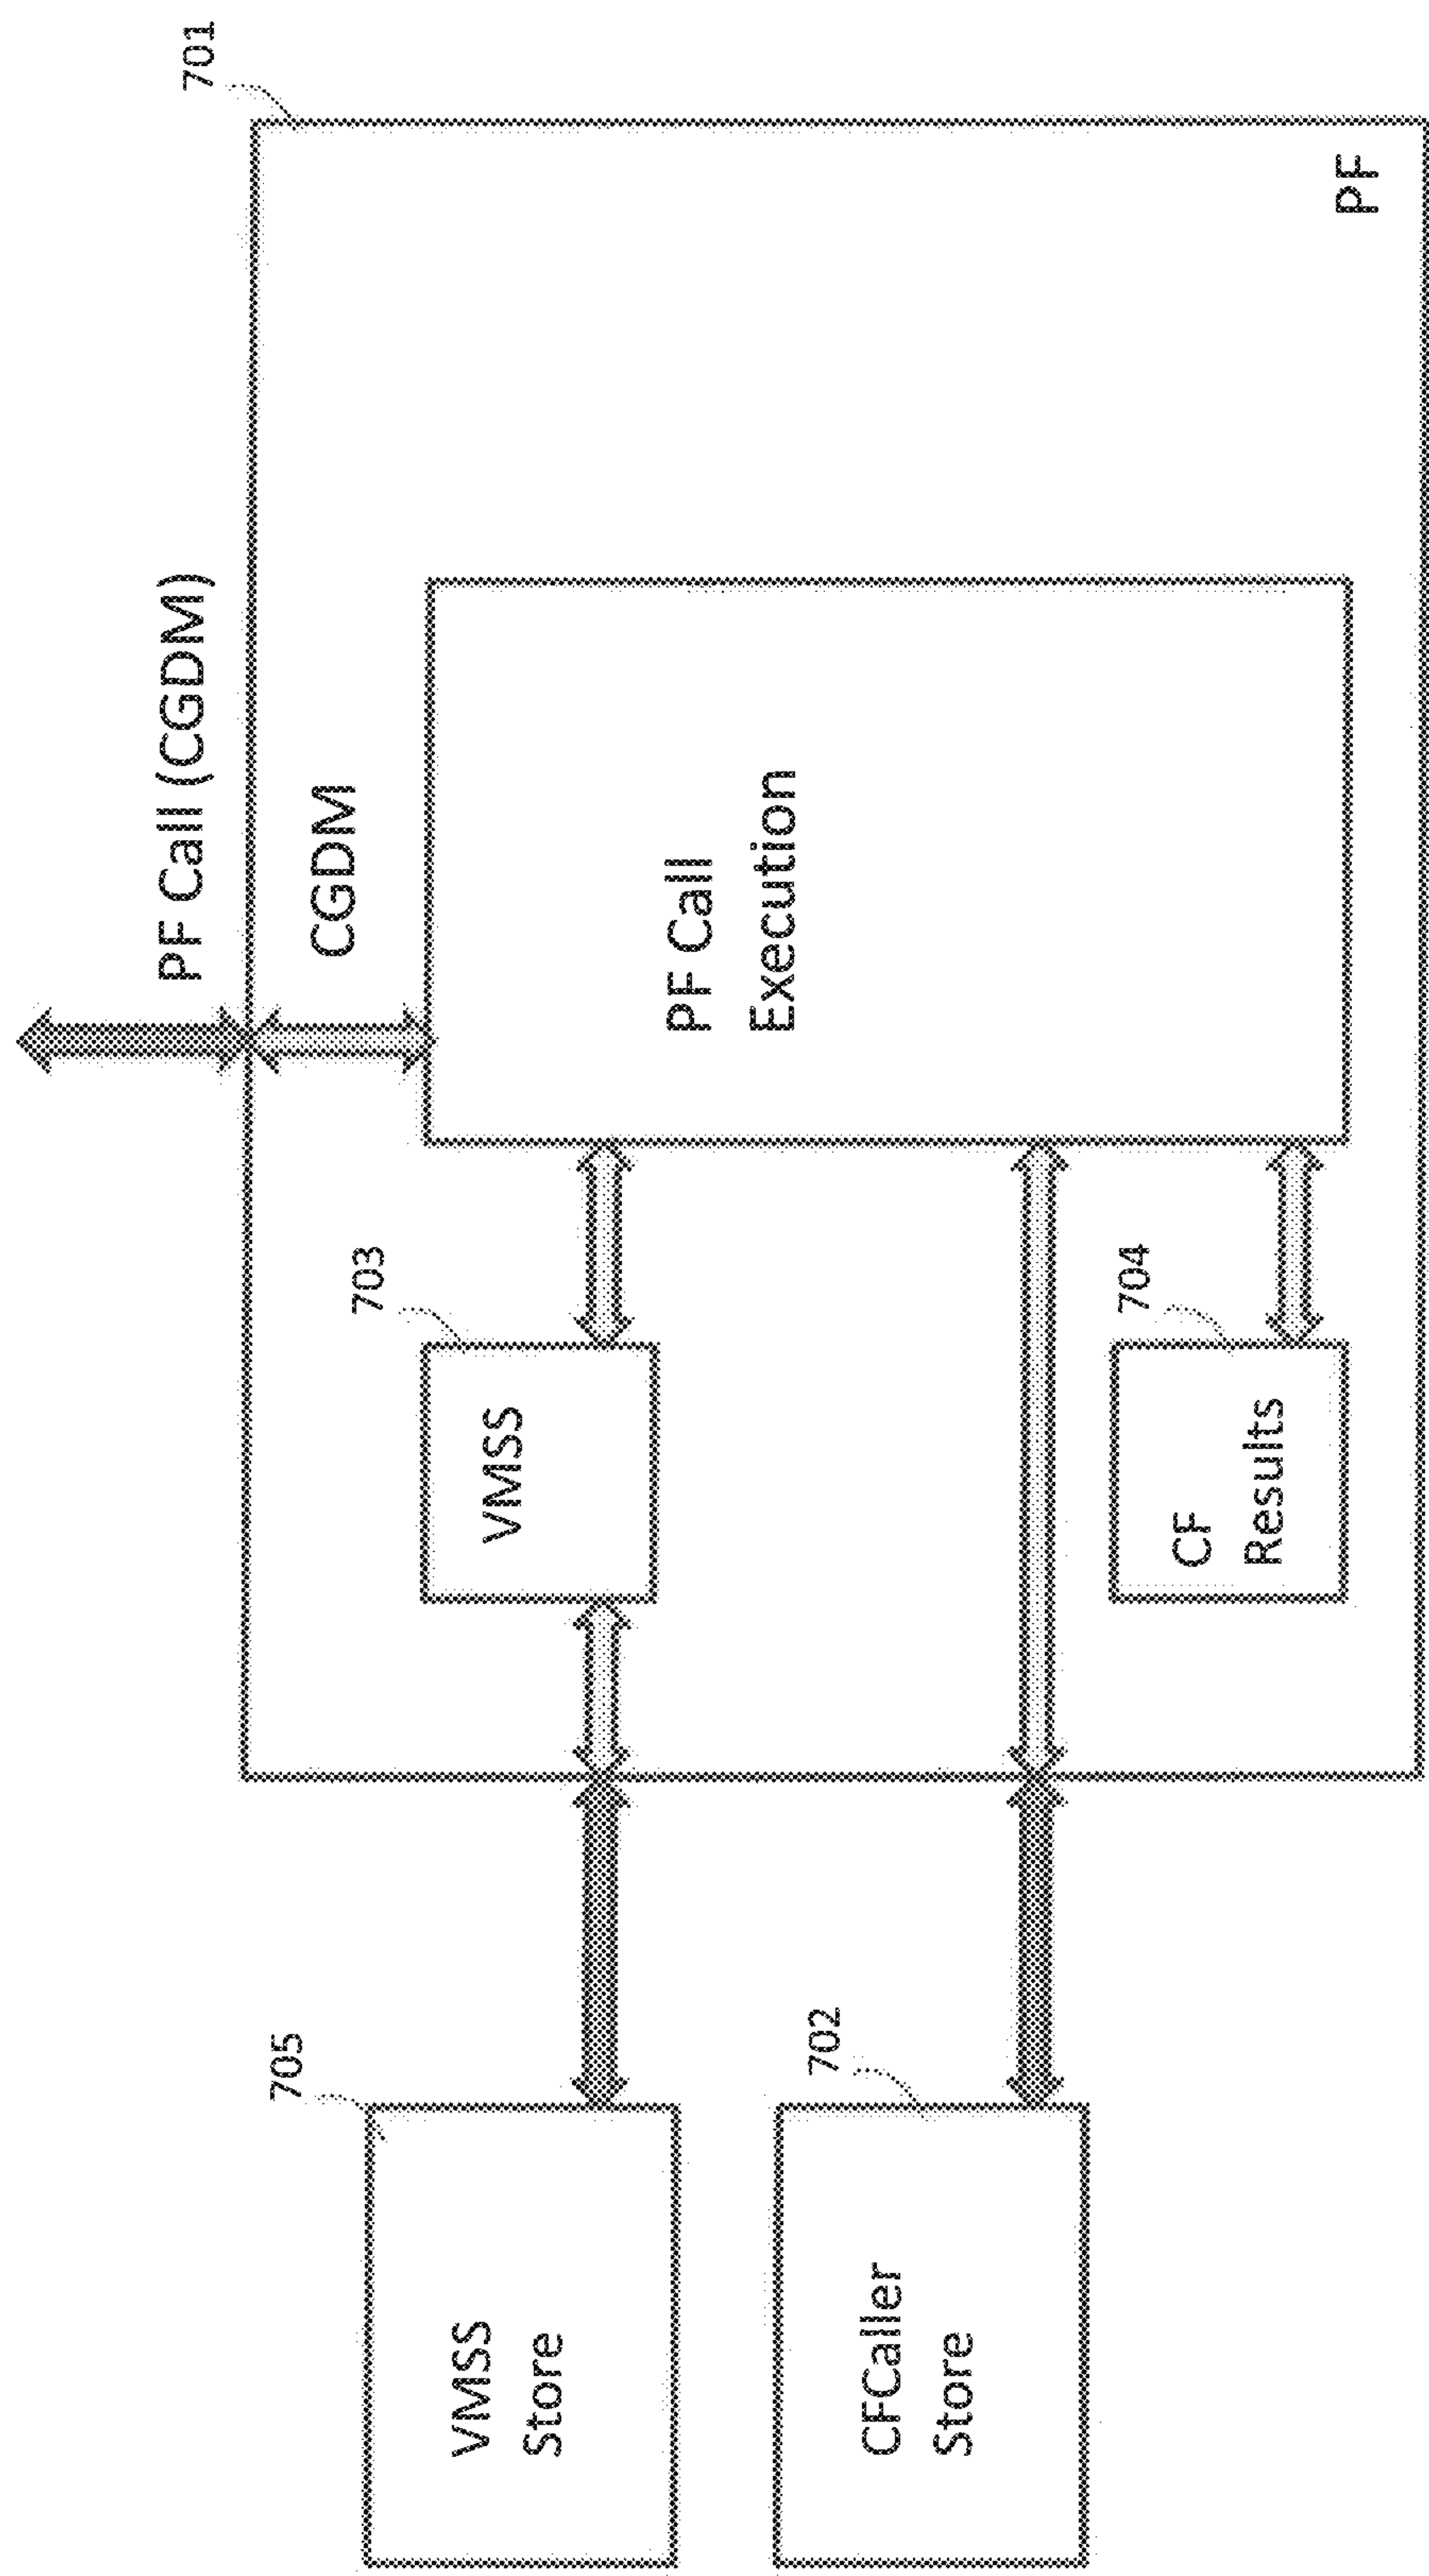 PF Call (CGDM)
701
CGDM
705
VMSS
Store
703
VMSS
PF Call
Execution
702
CFCaller
Store
704
CF
Results
PF